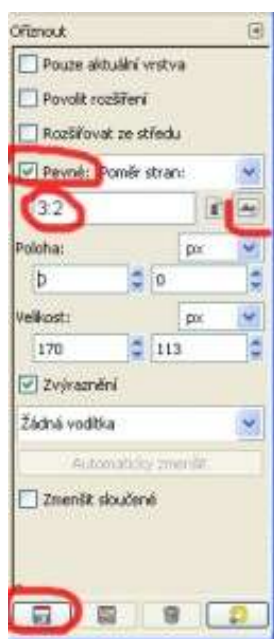 Oříznout
Pouze aktuální vrstva
Povolit rozšíření
Rozšiřovat ze středu
Pevné: Poměr stran:
3:2
Poloha: px
0
Velikost: px
170 113
Zvýraznění
Žádná vodítka
Automaticky zmenšit
Zmenšit sloučené